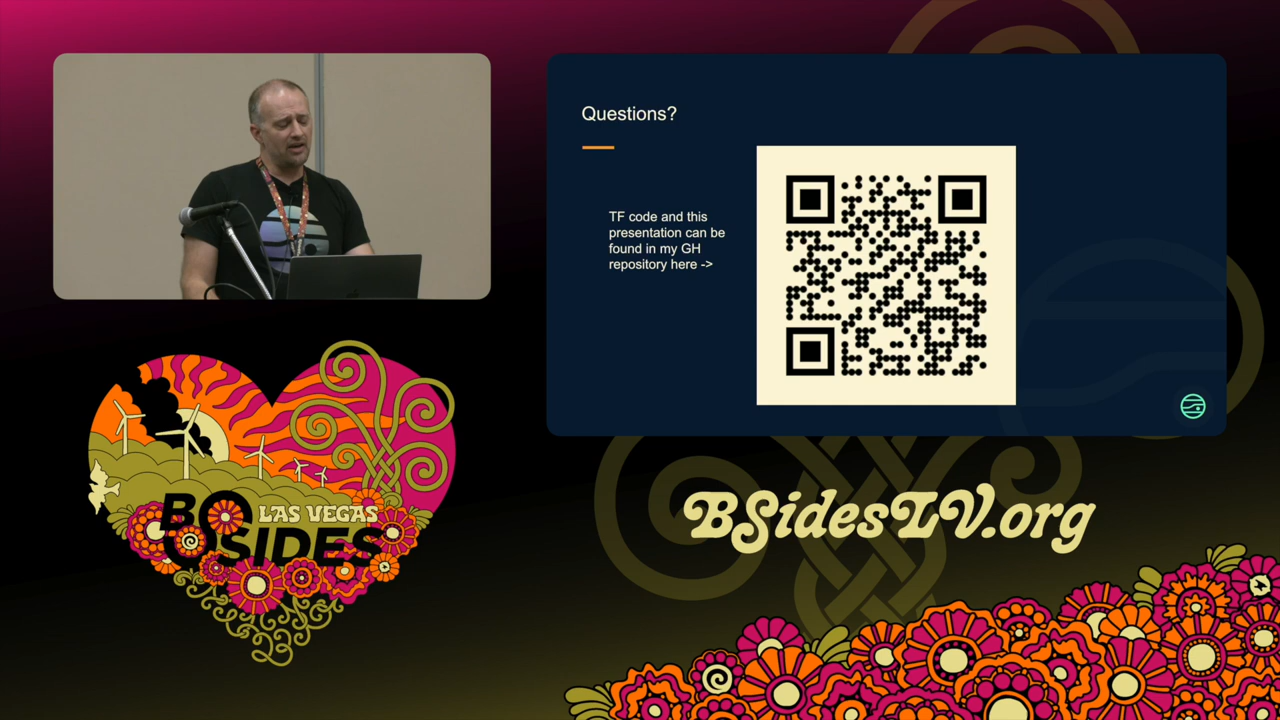 Questions?
TF code and this
presentation can be
found in my GH
repository here ->
BSIDES
LAS VEGAS
BSidesLV.org